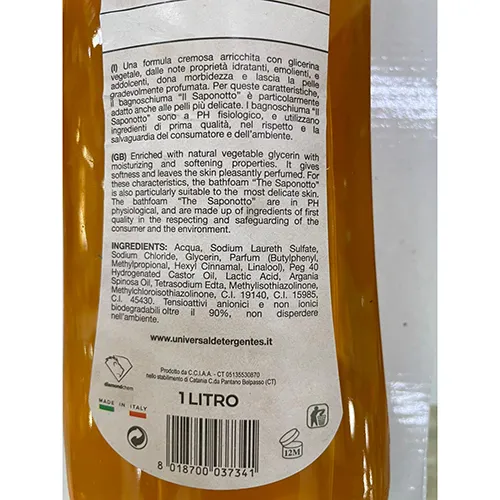 (I) Una formula cremosa arricchita con glicerina
vegetale, dalle note proprietà idratanti, emolienti, e
addolcenti, dona morbidezza e lascia la pelle
gradevolmente profumata. Per queste caratteristiche,
Il bagnoschiuma "Il Saponotto" è particolarmente
adatto anche alle pelli più delicate. I bagnoschiuma "Il
Saponotto" sono a PH fisiologico, e utilizzano
ingredienti di prima qualità, nel rispetto e la
salvaguardia del consumatore e dell'ambiente.
(GB) Enriched with natural vegetable glycerin with
moisturizing and softening properties. It gives
softness and leaves the skin pleasantly perfumed. For
these characteristics, the bathfoam "The Saponotto"
is also particularly suitable to the most delicate skin.
The bathfoam "The Saponotto" are in PH
physiological, and are made up of ingredients of first
quality in the respecting and safeguarding of the
consumer and the environment.
INGREDIENTS: Acqua, Sodium Laureth Sulfate,
Sodium Chloride, Glycerin, Parfum (Butylphenyl,
Methylpropional, Hexyl Cinnamal, Linalool), Peg 40
Hydrogenated Castor Oil, Lactic Acid, Argania
Spinosa Oil, Tetrasodium Edta, Methylisothiazolinone,
Methylchloroisothiazolinone, C.I. 19140, C.I. 15985,
C.I. 45430. Tensioattivi anionici e non ionici
biodegradabili oltre il 90%, non disperdere
nell'ambiente.
www.universaldetergentes.it
Prodotto da C.C.I.A.A. - CT 05135530870
nello stabilimento di Catania C.da Pantano Belpasso (CT)
diamondchem
MADE IN ITALY
1 LITRO
8 018700 037341
12M